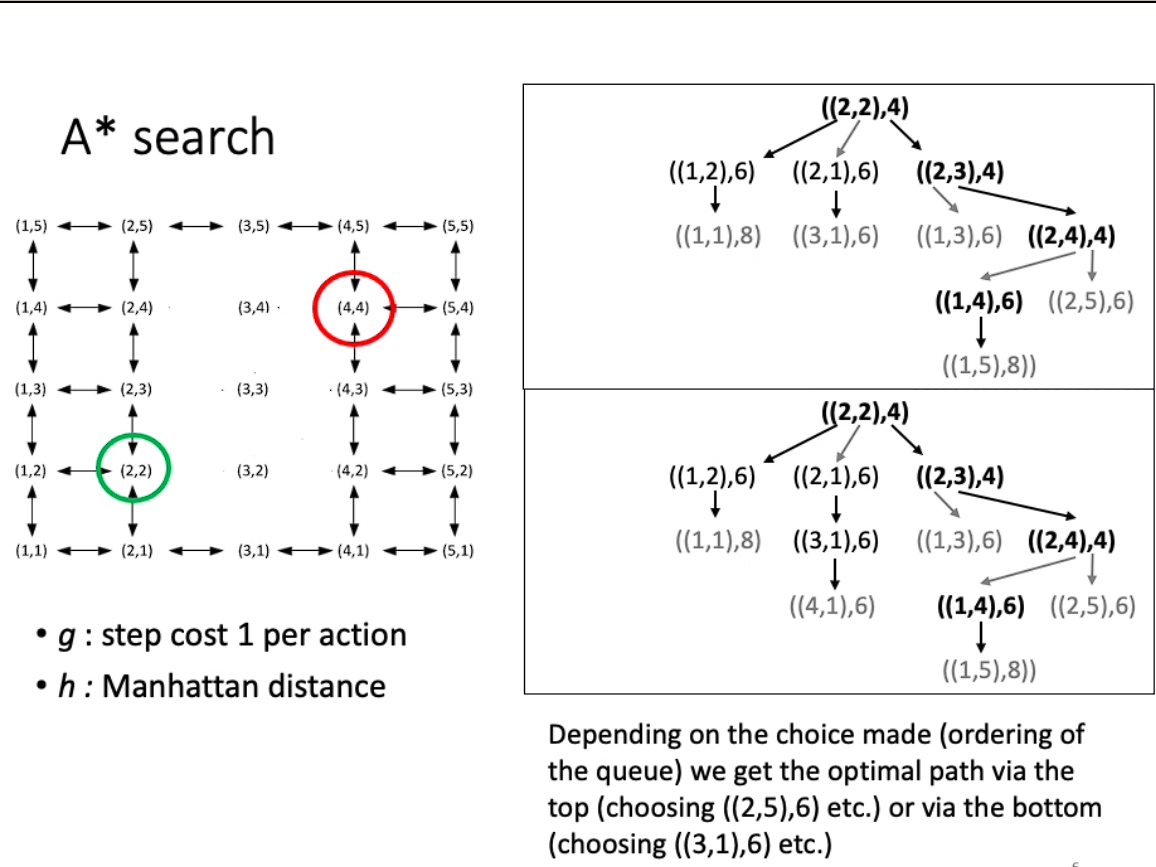 A* search
(1,5) (2,5) (3,5) (4,5) (5,5)
(1,4) (2,4) (3,4) (4,4) (5,4)
(1,3) (2,3) (3,3) (4,3) (5,3)
(1,2) (2,2) (3,2) (4,2) (5,2)
(1,1) (2,1) (3,1) (4,1) (5,1)
• g : step cost 1 per action
• h : Manhattan distance
((2,2),4)
((1,2),6) ((2,1),6) ((2,3),4)
((1,1),8) ((3,1),6) ((1,3),6) ((2,4),4)
((1,4),6) ((2,5),6)
((1,5),8))
((2,2),4)
((1,2),6) ((2,1),6) ((2,3),4)
((1,1),8) ((3,1),6) ((1,3),6) ((2,4),4)
((4,1),6) ((1,4),6) ((2,5),6)
((1,5),8))
Depending on the choice made (ordering of
the queue) we get the optimal path via the
top (choosing ((2,5),6) etc.) or via the bottom
(choosing ((3,1),6) etc.)